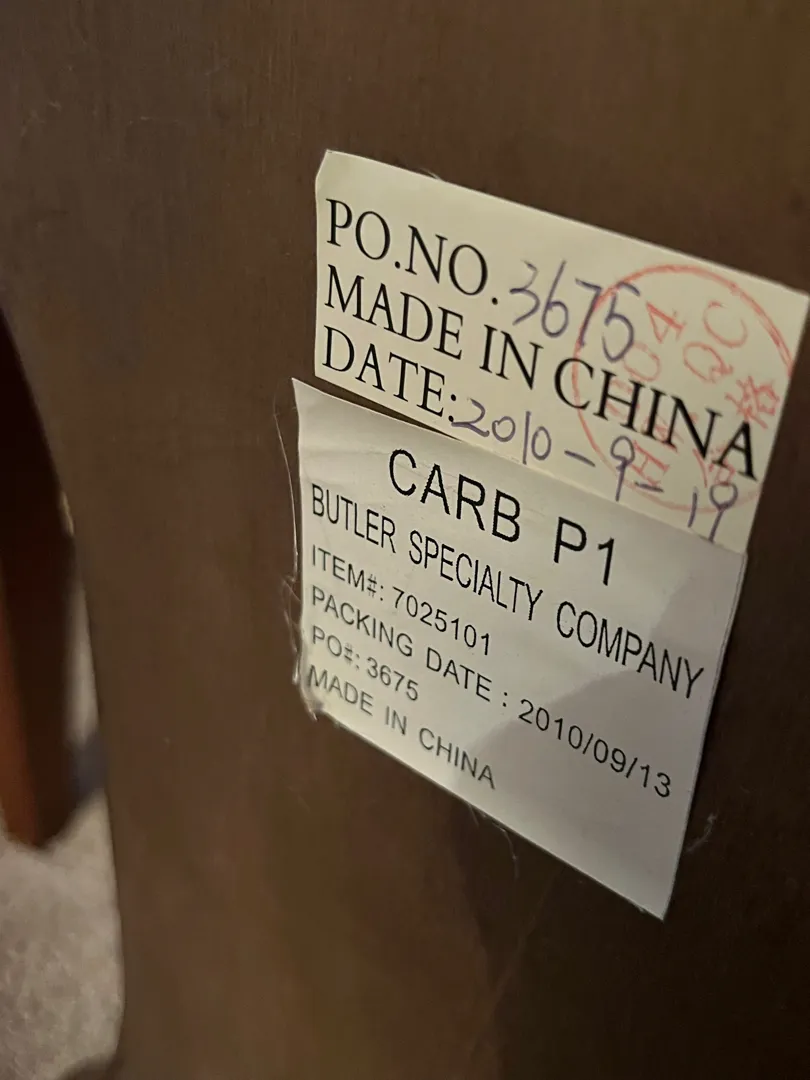 PO.NO. 3675
MADE IN CHINA
DATE: 2010-9-19
QC
CARB P1
BUTLER SPECIALTY COMPANY
ITEM#: 7025101
PACKING DATE : 2010/09/13
PO#: 3675
MADE IN CHINA